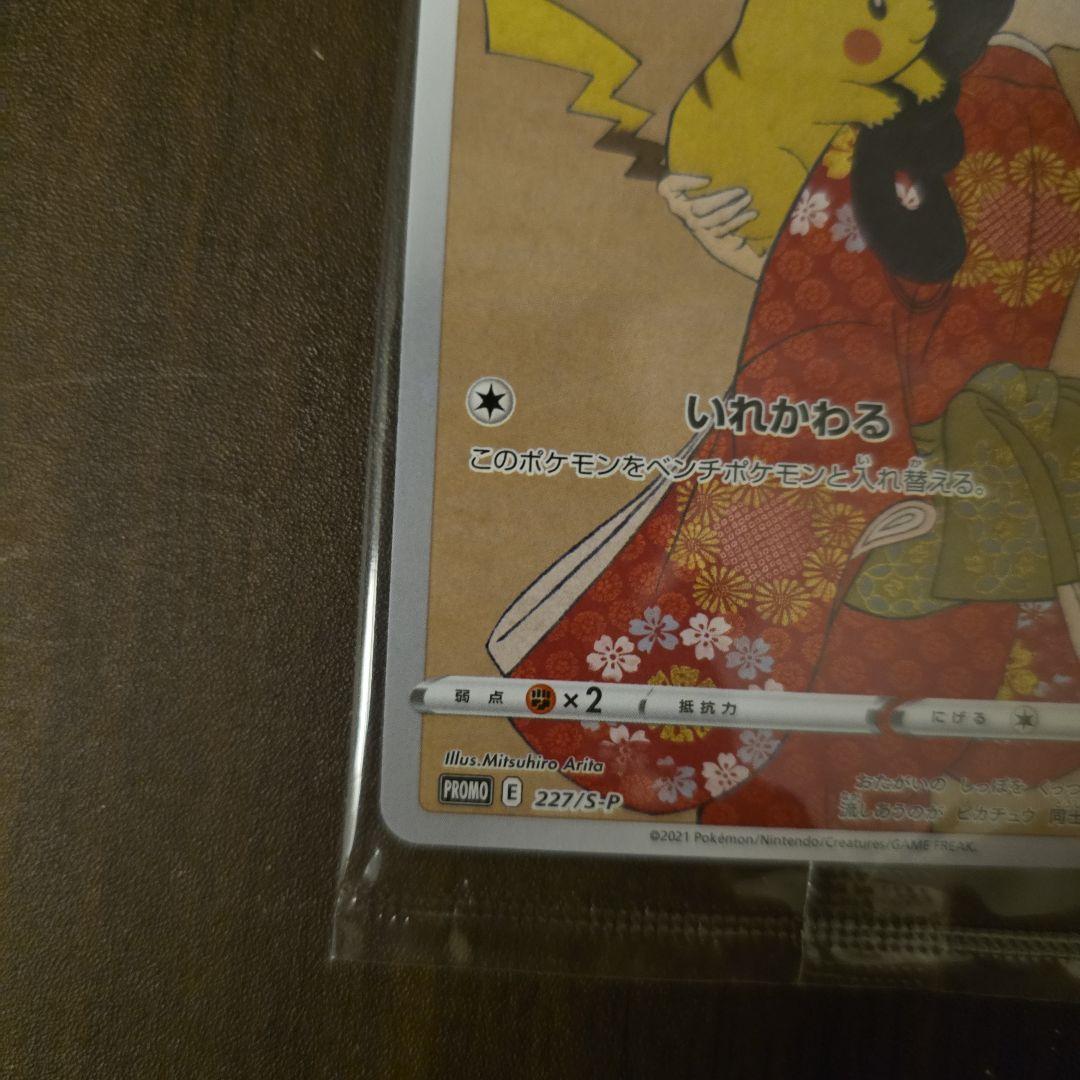 いれかわる
このポケモンをベンチポケモンと入れ替える。
弱点 ×2 抵抗力 にげる
Illus.Mitsuhiro Arita
PROMO E 227/S-P
おたがいの しっぽを くっつ
流しあうのが ピカチュウ 同士
©2021 Pokémon/Nintendo/Creatures/GAME FREAK.